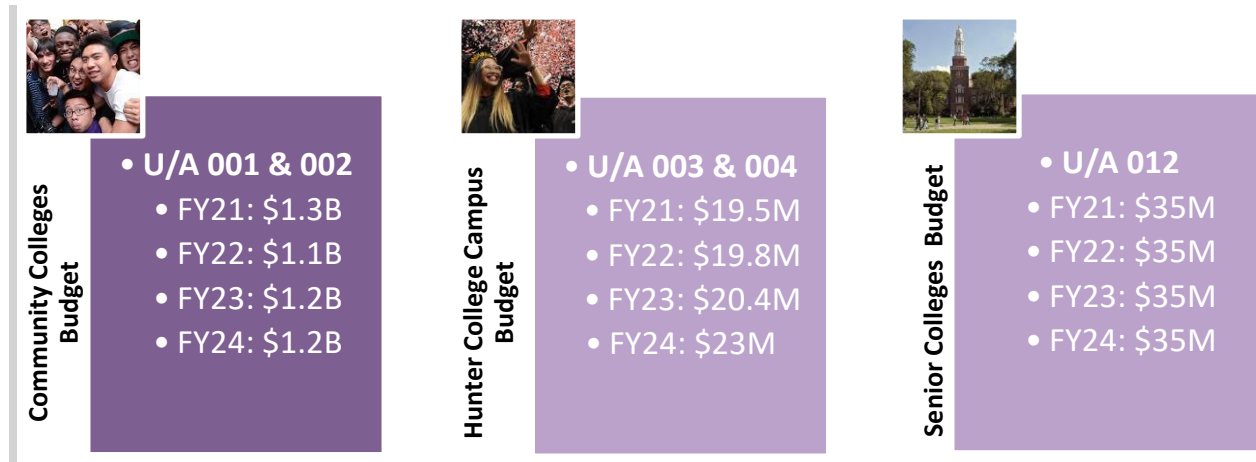 Community Colleges
Budget
• U/A 001 & 002
• FY21: $1.3B
• FY22: $1.1B
• FY23: $1.2B
• FY24: $1.2B
Hunter College Campus
Budget
• U/A 003 & 004
• FY21: $19.5M
• FY22: $19.8M
• FY23: $20.4M
• FY24: $23M
Senior Colleges Budget
• U/A 012
• FY21: $35M
• FY22: $35M
• FY23: $35M
• FY24: $35M